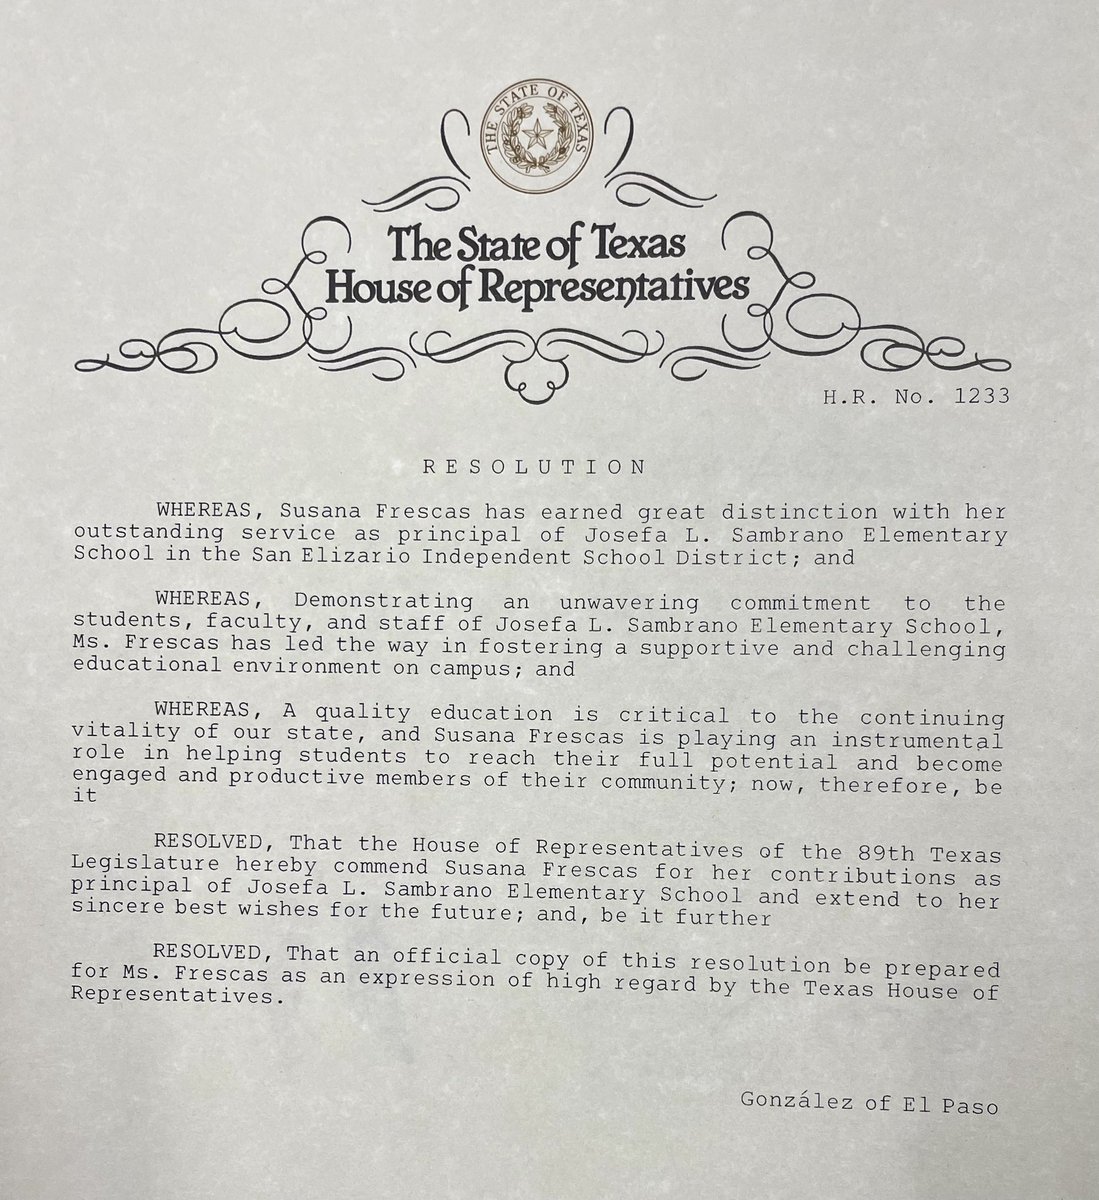 THE STATE OF TEXAS
The State of Texas
House of Representatives
H.R. No. 1233
RESOLUTION
WHEREAS, Susana Frescas has earned great distinction with her
outstanding service as principal of Josefa L. Sambrano Elementary
School in the San Elizario Independent School District; and
WHEREAS, Demonstrating an unwavering commitment to the
students, faculty, and staff of Josefa L. Sambrano Elementary School,
Ms. Frescas has led the way in fostering a supportive and challenging
educational environment on campus; and
WHEREAS, A quality education is critical to the continuing
vitality of our state, and Susana Frescas is playing an instrumental
role in helping students to reach their full potential and become
engaged and productive members of their community; now, therefore, be
it
RESOLVED, That the House of Representatives of the 89th Texas
Legislature hereby commend Susana Frescas for her contributions as
principal of Josefa L. Sambrano Elementary School and extend to her
sincere best wishes for the future; and, be it further
RESOLVED, That an official copy of this resolution be prepared
for Ms. Frescas as an expression of high regard by the Texas House of
Representatives.
González of El Paso